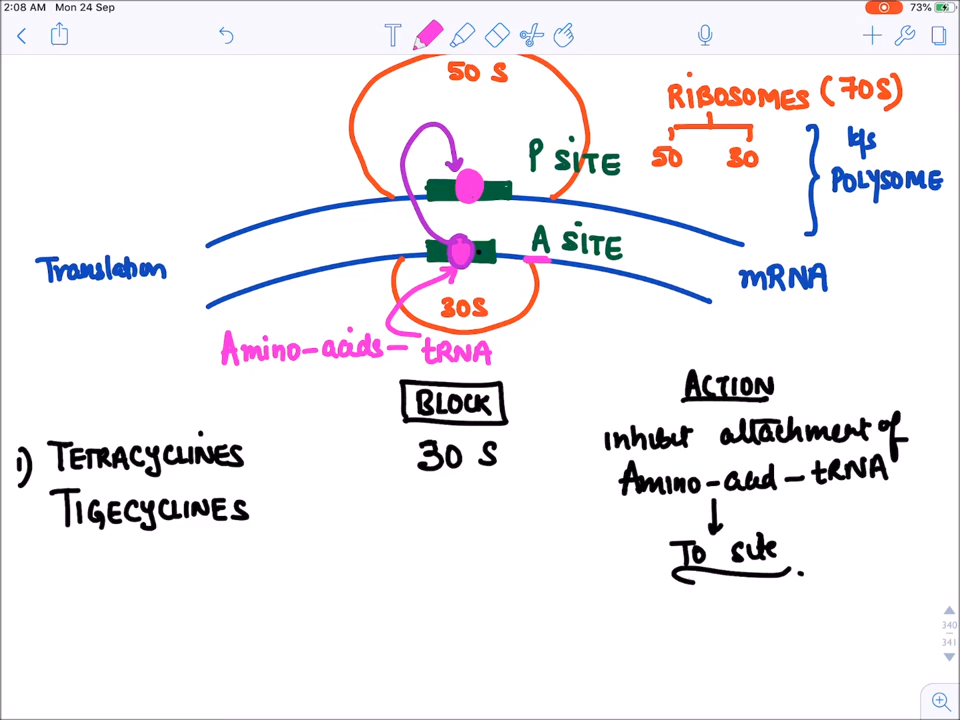 2:08 AM Mon 24 Sep
73%
T
50 S
RIBOSOMES (70S)
50 30
k/s
POLYSOME
P SITE
A SITE
Translation
mRNA
30S
Amino-acids-tRNA
BLOCK
ACTION
inhibit attachment of
Amino-acid-tRNA
To site.
1) TETRACYCLINES
30 S
TIGECYCLINES
340
341